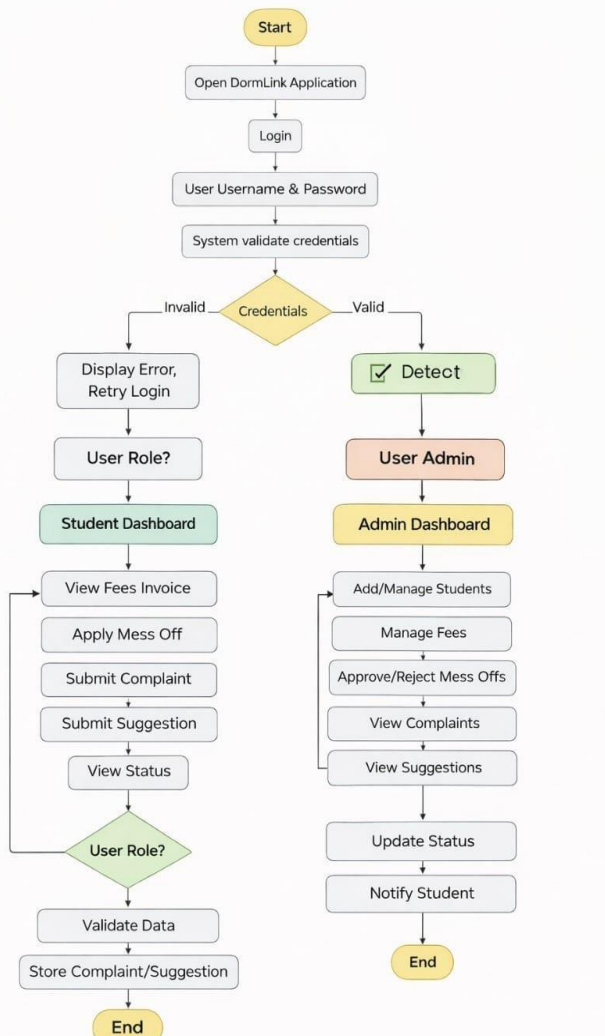 Start
Open DormLink Application
Login
User Username & Password
System validate credentials
Invalid
Credentials
Valid
Display Error,
Retry Login
User Role?
Student Dashboard
View Fees Invoice
Apply Mess Off
Submit Complaint
Submit Suggestion
View Status
User Role?
Validate Data
Store Complaint/Suggestion
End
Detect
User Admin
Admin Dashboard
Add/Manage Students
Manage Fees
Approve/Reject Mess Offs
View Complaints
View Suggestions
Update Status
Notify Student
End